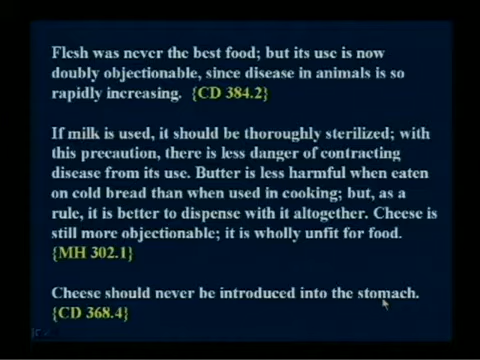 Flesh was never the best food; but its use is now
doubly objectionable, since disease in animals is so
rapidly increasing. {CD 384.2}
If milk is used, it should be thoroughly sterilized; with
this precaution, there is less danger of contracting
disease from its use. Butter is less harmful when eaten
on cold bread than when used in cooking; but, as a
rule, it is better to dispense with it altogether. Cheese is
still more objectionable; it is wholly unfit for food.
{MH 302.1}
Cheese should never be introduced into the stomach.
{CD 368.4}